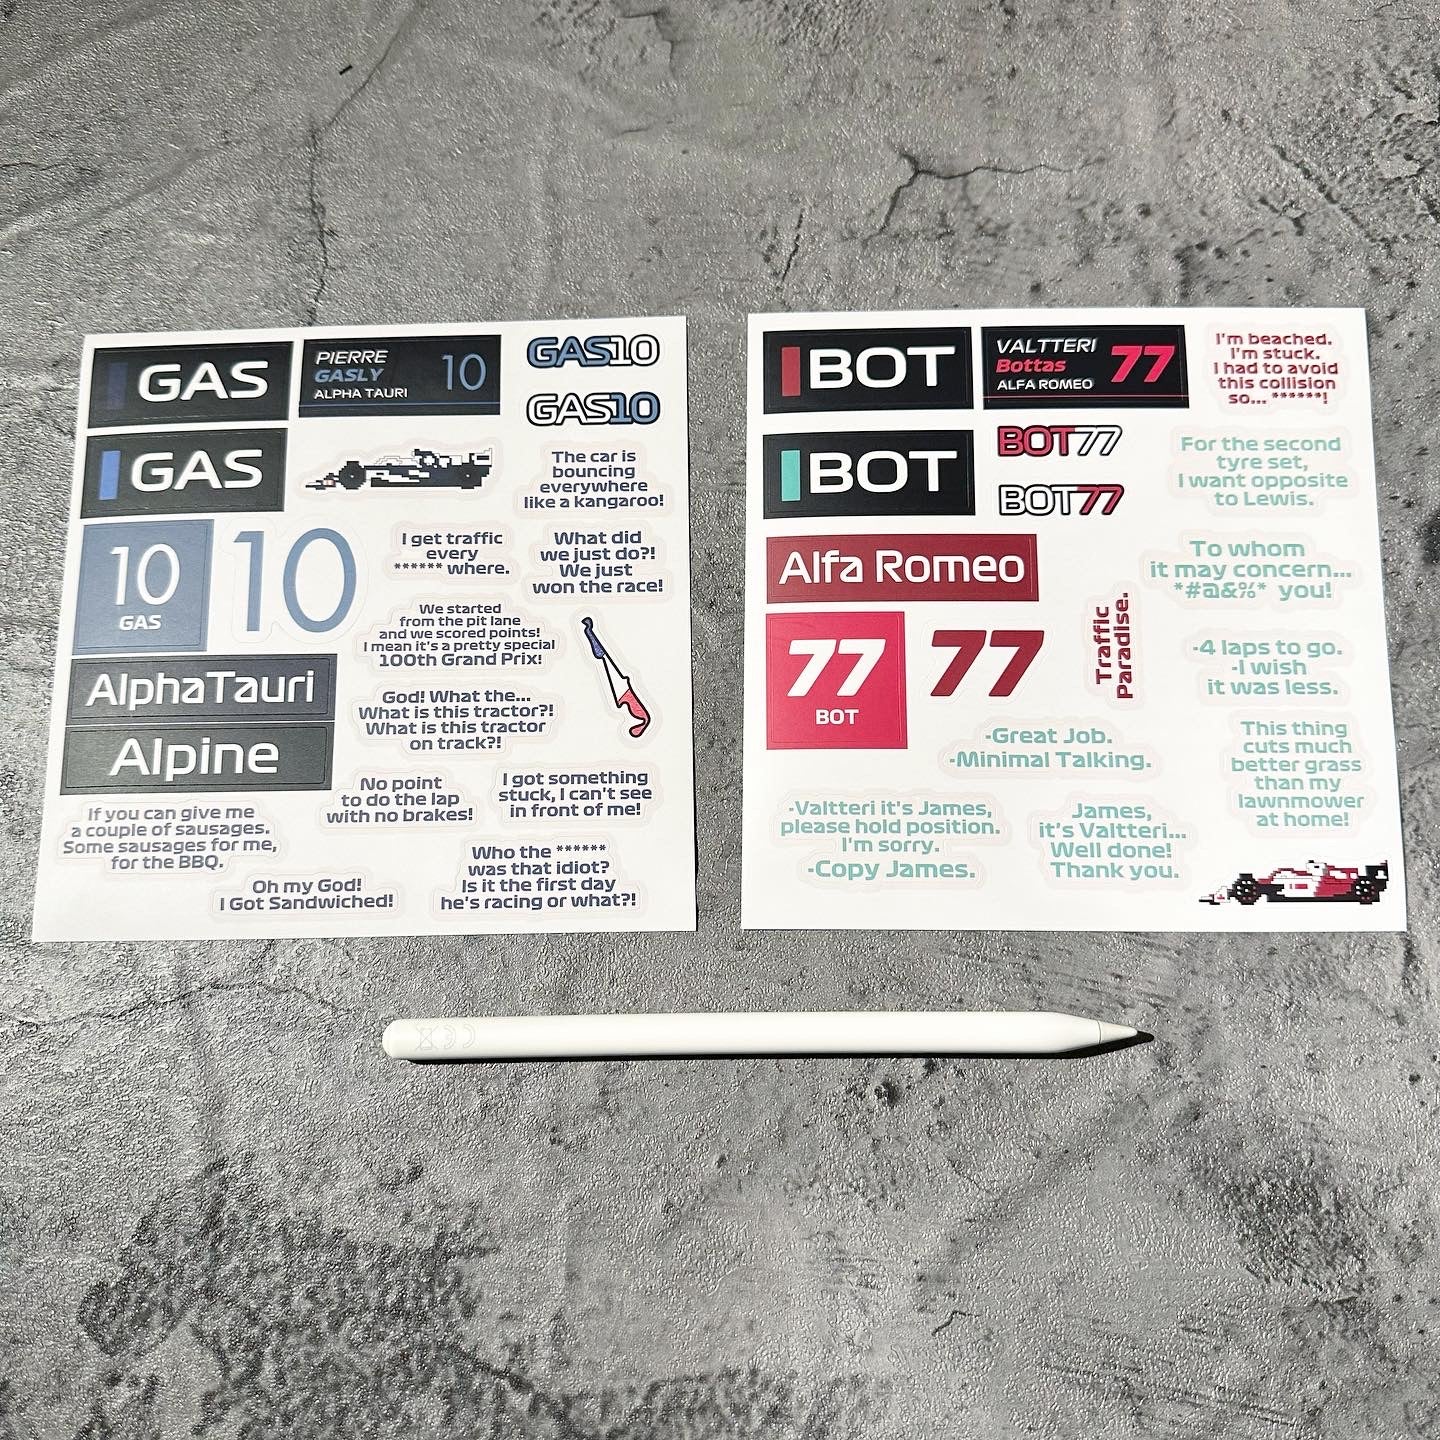 GAS
PIERRE
GASLY
ALPHA TAURI
10
GAS10
GAS10
GAS
The car is
bouncing
everywhere
like a kangaroo!
10
GAS
10
I get traffic
every
****** where.
What did
we just do?!
We just
won the race!
We started
from the pit lane
and we scored points!
I mean it's a pretty special
100th Grand Prix!
AlphaTauri
God! What the...
What is this tractor?!
What is this tractor
on track?!
Alpine
No point
to do the lap
with no brakes!
I got something
stuck, I can't see
in front of me!
If you can give me
a couple of sausages.
Some sausages for me,
for the BBQ.
Oh my God!
I Got Sandwiched!
Who the ******
was that idiot?
Is it the first day
he's racing or what?!
BOT
VALTTERI
Bottas
ALFA ROMEO
77
I'm beached.
I'm stuck.
I had to avoid
this collision
so... ******!
BOT
BOT77
BOT77
For the second
tyre set,
I want opposite
to Lewis.
Alfa Romeo
To whom
it may concern...
*#@&%* you!
77
BOT
77
Traffic
Paradise.
-4 laps to go.
-I wish
it was less.
-Great Job.
-Minimal Talking.
This thing
cuts much
better grass
than my
lawnmower
at home!
-Valtteri it's James,
please hold position.
I'm sorry.
-Copy James.
James,
it's Valtteri...
Well done!
Thank you.